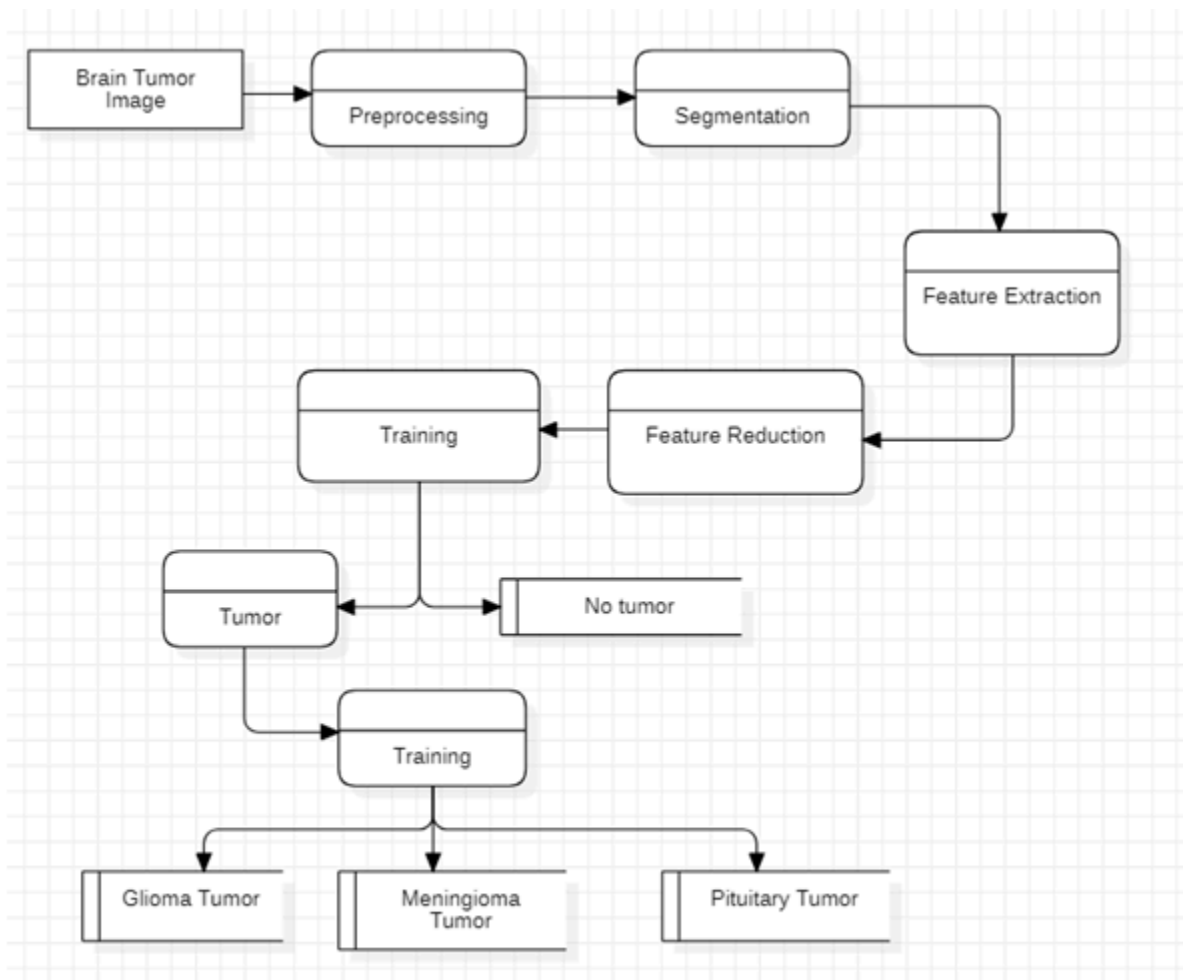 Brain Tumor
Image
Preprocessing
Segmentation
Feature Extraction
Training
Feature Reduction
Tumor
No tumor
Training
Glioma Tumor
Meningioma
Tumor
Pituitary Tumor